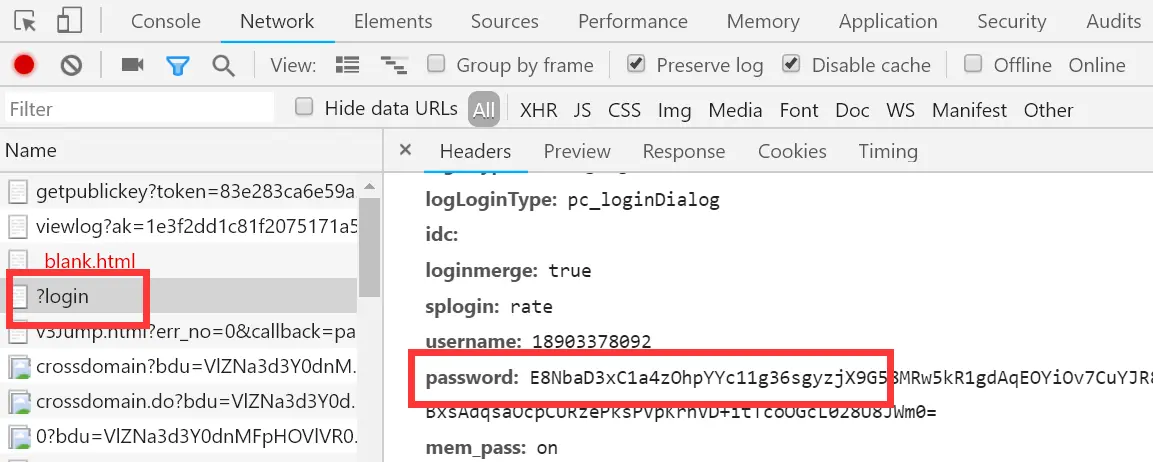 Console Network Elements Sources Performance Memory Application Security Audits
View: Group by frame Preserve log Disable cache Offline Online
Filter Hide data URLs All XHR JS CSS Img Media Font Doc WS Manifest Other
Name
Headers Preview Response Cookies Timing
getpublickey?token=83e283ca6e59a
viewlog?ak=1e3f2dd1c81f2075171a5
blank.html
?login
v3Jump.html?err_no=0&callback=pa
crossdomain?bdu=VlZNa3d3Y0dnM.
crossdomain.do?bdu=VlZNa3d3Y0d.
0?bdu=VlZNa3d3Y0dnMFpHOVlVR0.
logLoginType: pc_loginDialog
idc:
loginmerge: true
splogin: rate
username: 18903378092
password: E8NbaD3xC1a4zOhpYYc11g36sgyzjX9G58MRw5kR1gdAqEOYiOv7CuYJR8
mem_pass: on